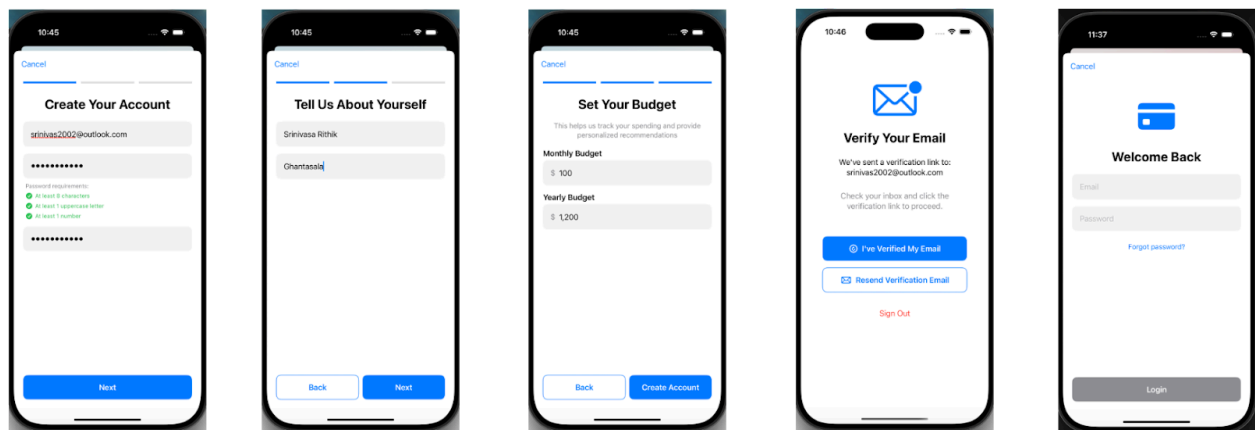 10:45
Cancel
Create Your Account
srinivas2002@outlook.com
•••••••••••
Password requirements:
At least 8 characters
At least 1 uppercase letter
At least 1 number
•••••••••••
Next
10:45
Cancel
Tell Us About Yourself
Srinivasa Rithik
Ghantasala
Back
Next
10:45
Cancel
Set Your Budget
This helps us track your spending and provide
personalized recommendations
Monthly Budget
$ 100
Yearly Budget
$ 1,200
Back
Create Account
10:46
Verify Your Email
We've sent a verification link to:
srinivas2002@outlook.com
Check your inbox and click the
verification link to proceed.
I've Verified My Email
Resend Verification Email
Sign Out
11:37
Cancel
Welcome Back
Email
Password
Forgot password?
Login